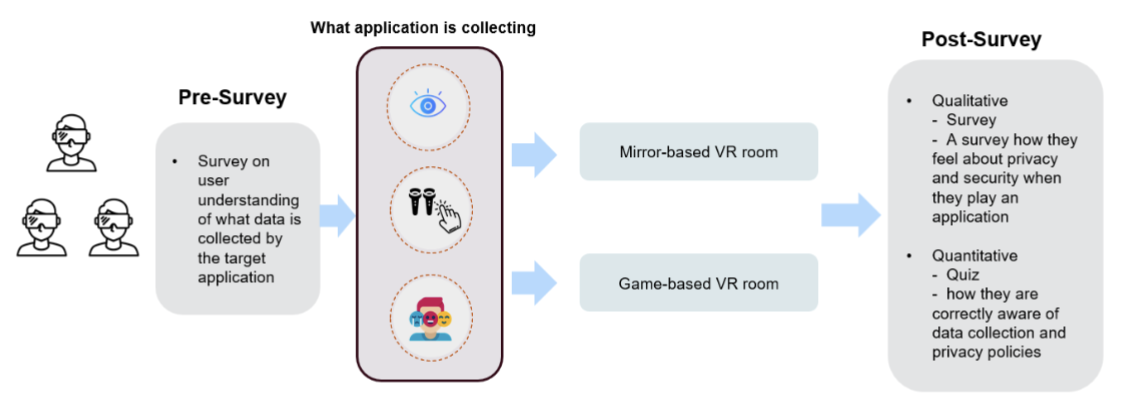 What application is collecting
Pre-Survey
• Survey on
user
understanding
of what data is
collected by
the target
application
Mirror-based VR room
Game-based VR room
Post-Survey
• Qualitative
- Survey
- A survey how they
feel about privacy
and security when
they play an
application
• Quantitative
- Quiz
- how they are
correctly aware of
data collection and
privacy policies